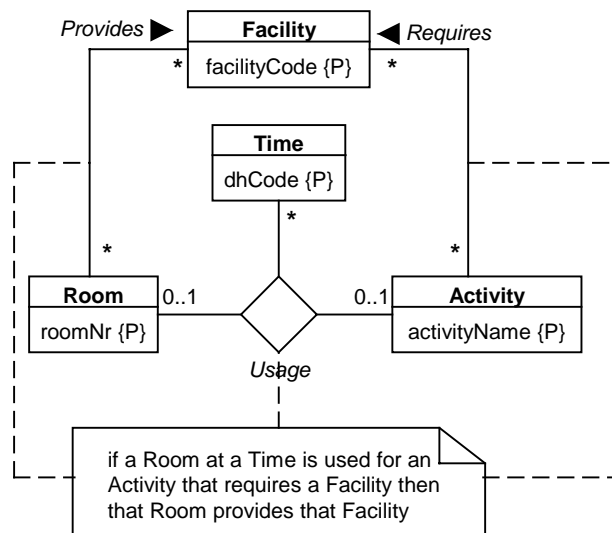 Provides ▶
Facility
◀ Requires
facilityCode {P}
*
*
Time
dhCode {P}
*
*
*
Room
0..1
0..1
Activity
roomNr {P}
activityName {P}
Usage
if a Room at a Time is used for an
Activity that requires a Facility then
that Room provides that Facility